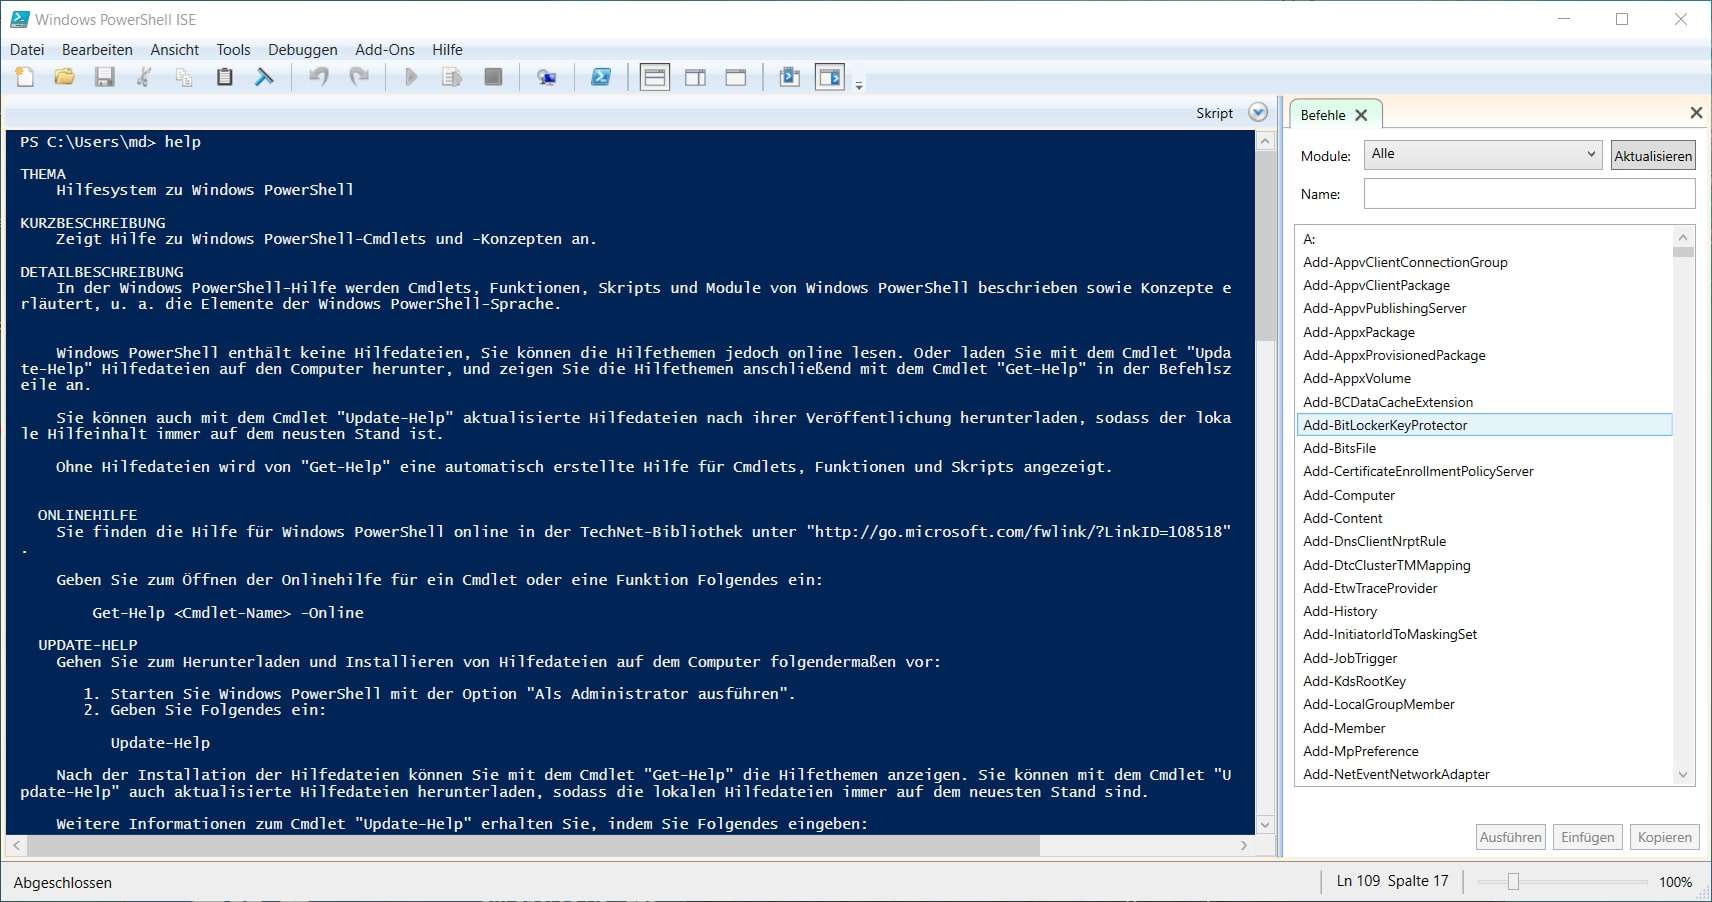 Windows PowerShell ISE
Datei Bearbeiten Ansicht Tools Debuggen Add-Ons Hilfe
Skript
PS C:\Users\md> help
THEMA
Hilfesystem zu Windows PowerShell
KURZBESCHREIBUNG
Zeigt Hilfe zu Windows PowerShell-Cmdlets und -Konzepten an.
DETAILBESCHREIBUNG
In der Windows PowerShell-Hilfe werden Cmdlets, Funktionen, Skripts und Module von Windows PowerShell beschrieben sowie Konzepte e
rläutert, u. a. die Elemente der Windows PowerShell-Sprache.
Windows PowerShell enthält keine Hilfedateien, Sie können die Hilfethemen jedoch online lesen. Oder laden Sie mit dem Cmdlet "Upda
te-Help" Hilfedateien auf den Computer herunter, und zeigen Sie die Hilfethemen anschließend mit dem Cmdlet "Get-Help" in der Befehlsz
eile an.
Sie können auch mit dem Cmdlet "Update-Help" aktualisierte Hilfedateien nach ihrer Veröffentlichung herunterladen, sodass der loka
le Hilfeinhalt immer auf dem neusten Stand ist.
Ohne Hilfedateien wird von "Get-Help" eine automatisch erstellte Hilfe für Cmdlets, Funktionen und Skripts angezeigt.
ONLINEHILFE
Sie finden die Hilfe für Windows PowerShell online in der TechNet-Bibliothek unter "http://go.microsoft.com/fwlink/?LinkID=108518"
.
Geben Sie zum Öffnen der Onlinehilfe für ein Cmdlet oder eine Funktion Folgendes ein:
Get-Help <Cmdlet-Name> -Online
UPDATE-HELP
Gehen Sie zum Herunterladen und Installieren von Hilfedateien auf dem Computer folgendermaßen vor:
1. Starten Sie Windows PowerShell mit der Option "Als Administrator ausführen".
2. Geben Sie Folgendes ein:
Update-Help
Nach der Installation der Hilfedateien können Sie mit dem Cmdlet "Get-Help" die Hilfethemen anzeigen. Sie können mit dem Cmdlet "U
pdate-Help" auch aktualisierte Hilfedateien herunterladen, sodass die lokalen Hilfedateien immer auf dem neuesten Stand sind.
Weitere Informationen zum Cmdlet "Update-Help" erhalten Sie, indem Sie Folgendes eingeben:
Befehle
Module: Alle Aktualisieren
Name:
A:
Add-AppvClientConnectionGroup
Add-AppvClientPackage
Add-AppvPublishingServer
Add-AppxPackage
Add-AppxProvisionedPackage
Add-AppxVolume
Add-BCDataCacheExtension
Add-BitLockerKeyProtector
Add-BitsFile
Add-CertificateEnrollmentPolicyServer
Add-Computer
Add-Content
Add-DnsClientNrptRule
Add-DtcClusterTMMapping
Add-EtwTraceProvider
Add-History
Add-InitiatorIdToMaskingSet
Add-JobTrigger
Add-KdsRootKey
Add-LocalGroupMember
Add-Member
Add-MpPreference
Add-NetEventNetworkAdapter
Ausführen Einfügen Kopieren
Abgeschlossen
Ln 109 Spalte 17
100%